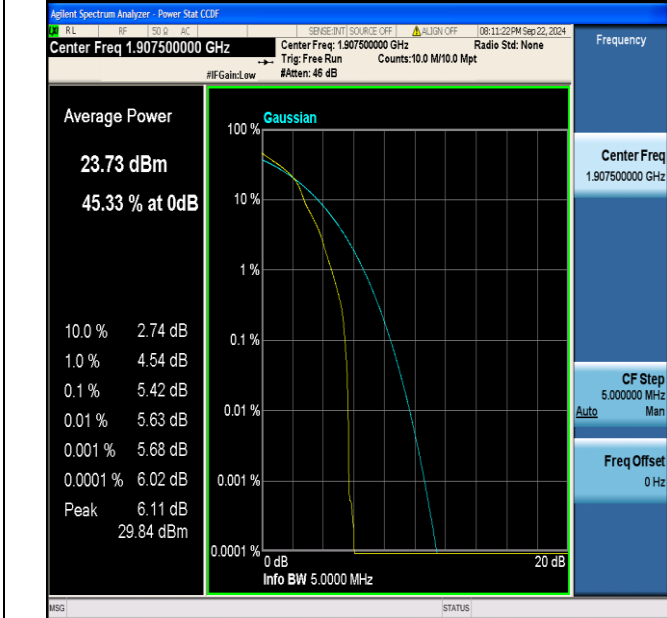 Agilent Spectrum Analyzer - Power Stat CCDF
RL RF 50 Ω AC SENSE:INT SOURCE OFF ALIGN OFF 08:11:22 PM Sep 22, 2024
Center Freq 1.907500000 GHz
Center Freq: 1.907500000 GHz Radio Std: None
Trig: Free Run Counts:10.0 M/10.0 Mpt
#IFGain:Low #Atten: 46 dB
Frequency
Average Power
23.73 dBm
45.33 % at 0dB
10.0 % 2.74 dB
1.0 % 4.54 dB
0.1 % 5.42 dB
0.01 % 5.63 dB
0.001 % 5.68 dB
0.0001 % 6.02 dB
Peak 6.11 dB
29.84 dBm
Gaussian
100 %
10 %
1 %
0.1 %
0.01 %
0.001 %
0.0001 %
0 dB 20 dB
Info BW 5.0000 MHz
Center Freq
1.907500000 GHz
CF Step
5.000000 MHz
Auto Man
Freq Offset
0 Hz
MSG STATUS